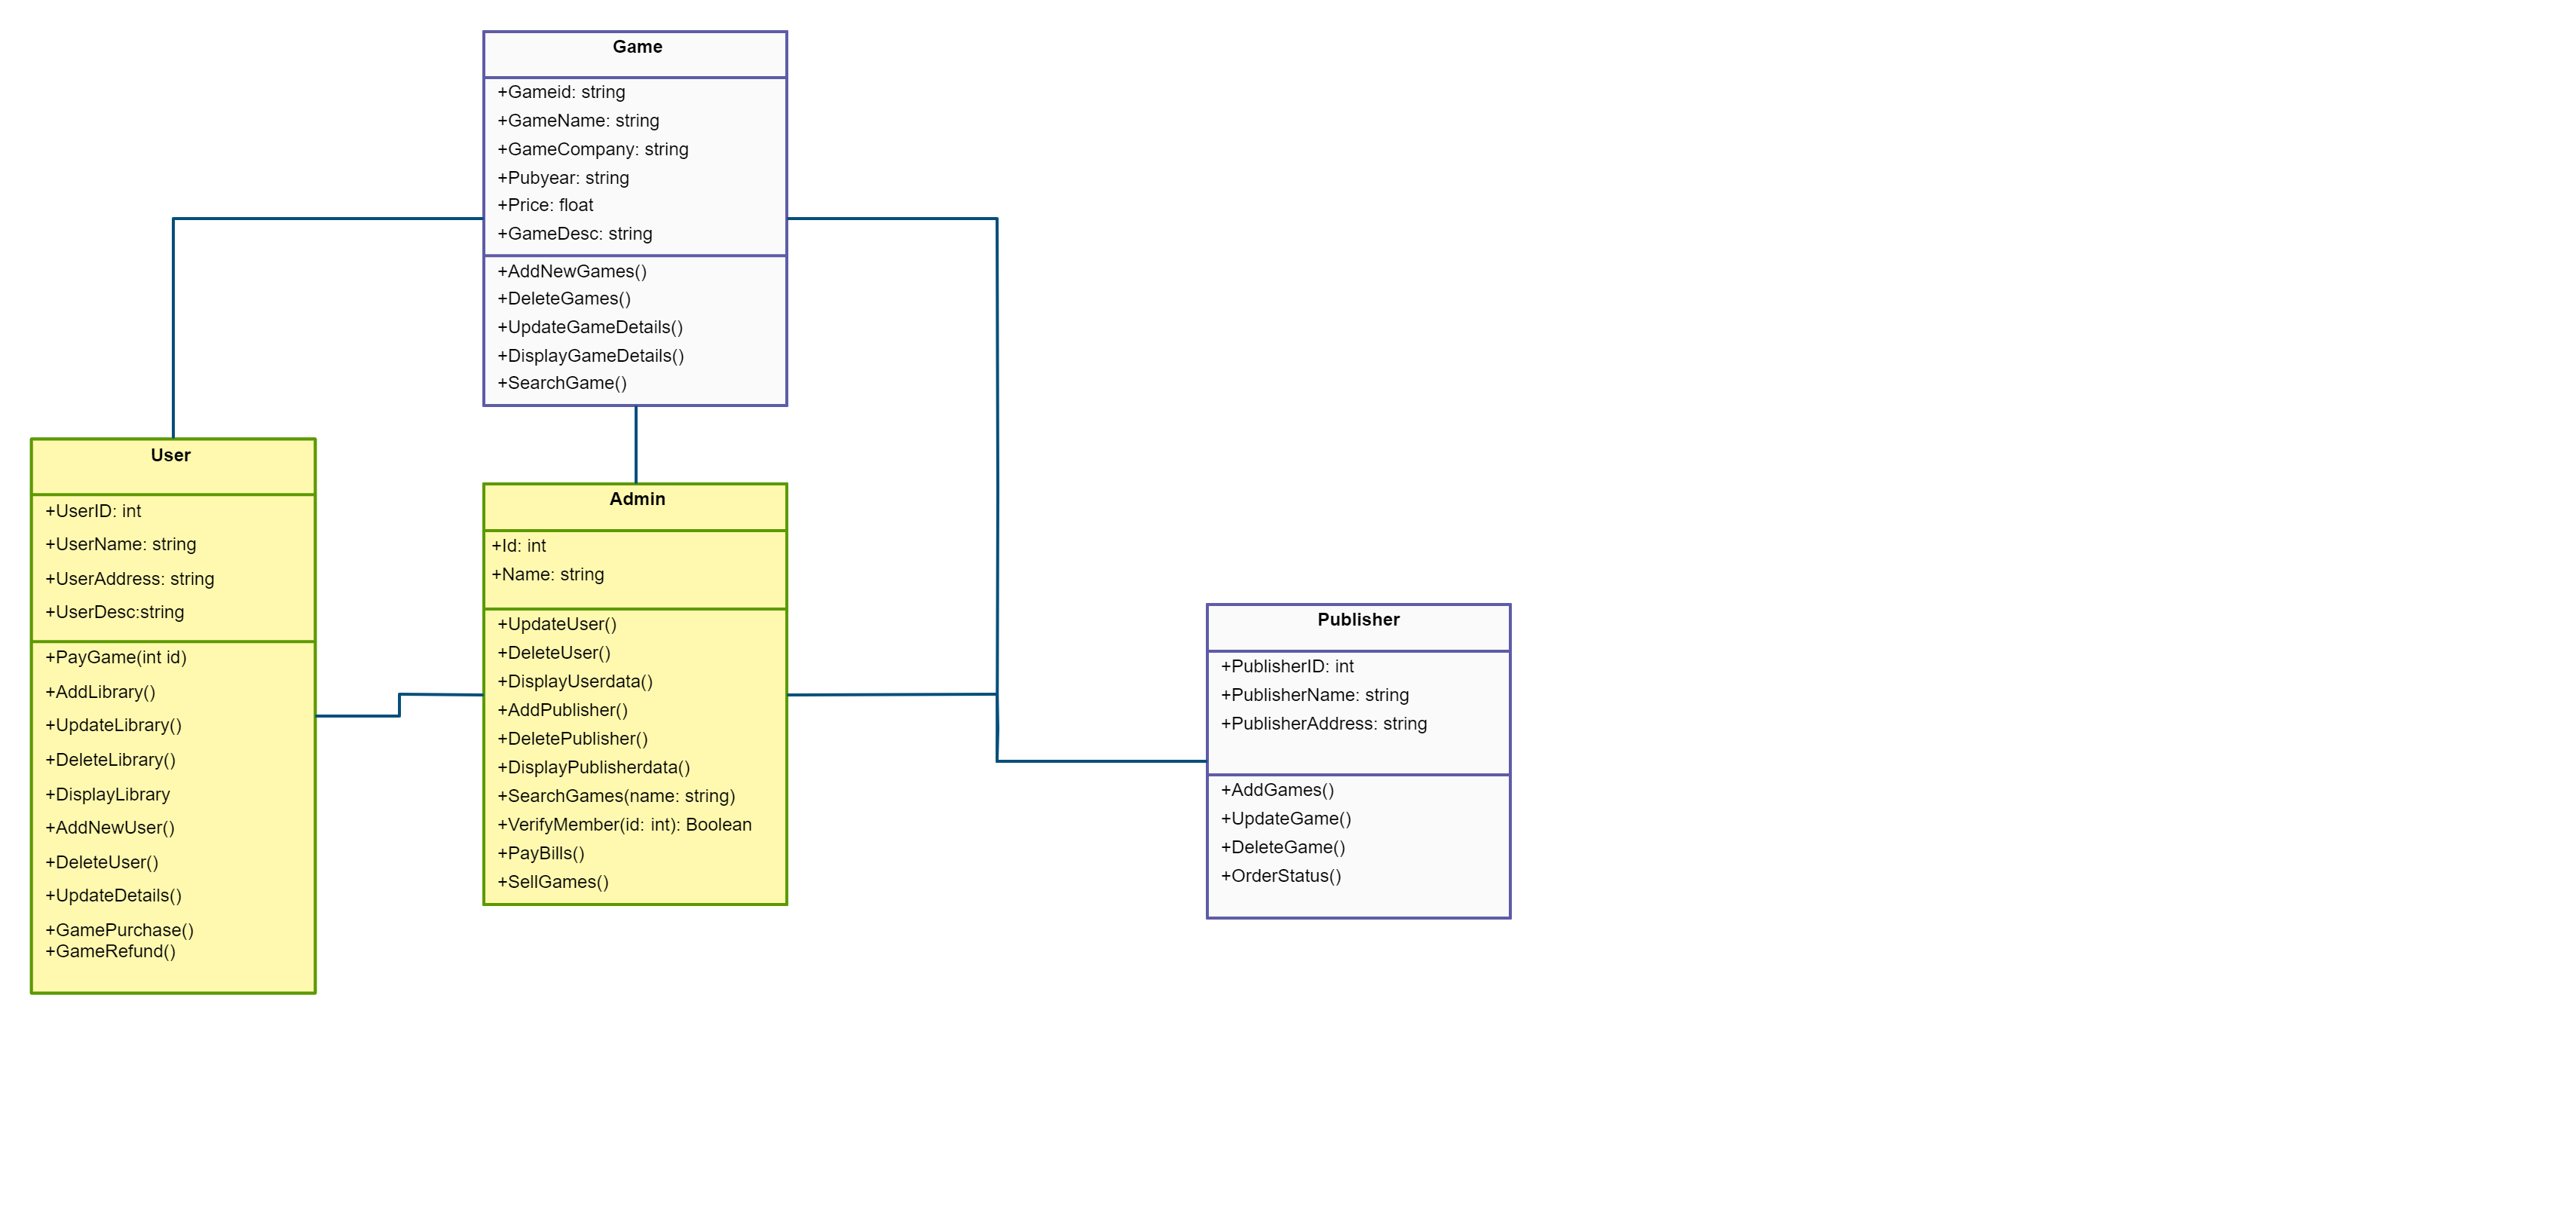 Game
+Gameid: string
+GameName: string
+GameCompany: string
+Pubyear: string
+Price: float
+GameDesc: string
+AddNewGames()
+DeleteGames()
+UpdateGameDetails()
+DisplayGameDetails()
+SearchGame()
User
+UserID: int
+UserName: string
+UserAddress: string
+UserDesc:string
+PayGame(int id)
+AddLibrary()
+UpdateLibrary()
+DeleteLibrary()
+DisplayLibrary
+AddNewUser()
+DeleteUser()
+UpdateDetails()
+GamePurchase()
+GameRefund()
Admin
+Id: int
+Name: string
+UpdateUser()
+DeleteUser()
+DisplayUserdata()
+AddPublisher()
+DeletePublisher()
+DisplayPublisherdata()
+SearchGames(name: string)
+VerifyMember(id: int): Boolean
+PayBills()
+SellGames()
Publisher
+PublisherID: int
+PublisherName: string
+PublisherAddress: string
+AddGames()
+UpdateGame()
+DeleteGame()
+OrderStatus()